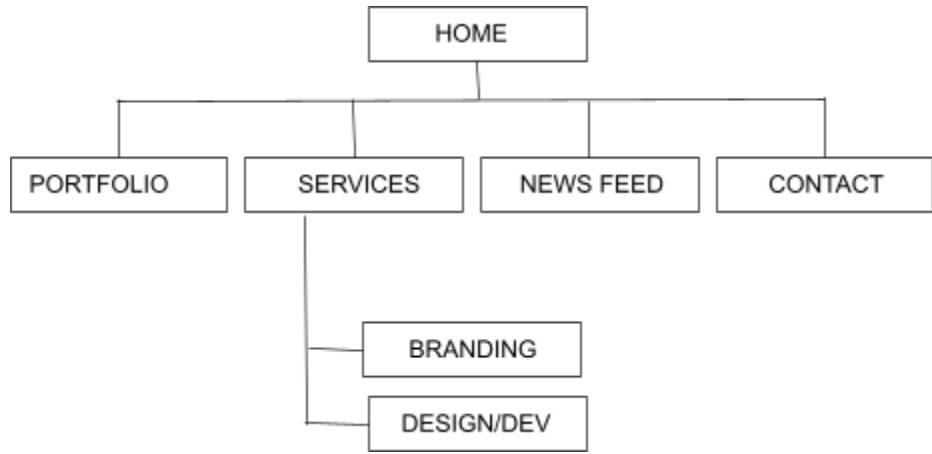 HOME
PORTFOLIO
SERVICES
NEWS FEED
CONTACT
BRANDING
DESIGN/DEV